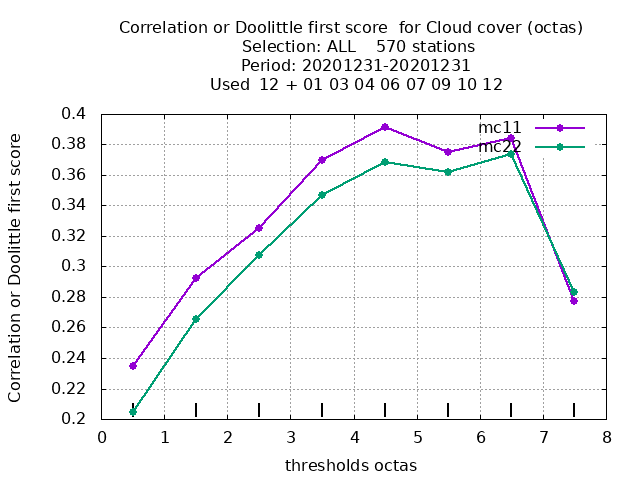 Correlation or Doolittle first score  for Cloud cover (octas)
Selection: ALL    570 stations
Period: 20201231-20201231
Used  12 + 01 03 04 06 07 09 10 12
mc11
mc22
0.4
0.38
0.36
0.34
0.32
0.3
0.28
0.26
0.24
0.22
0.2
Correlation or Doolittle first score
0 1 2 3 4 5 6 7 8
thresholds octas